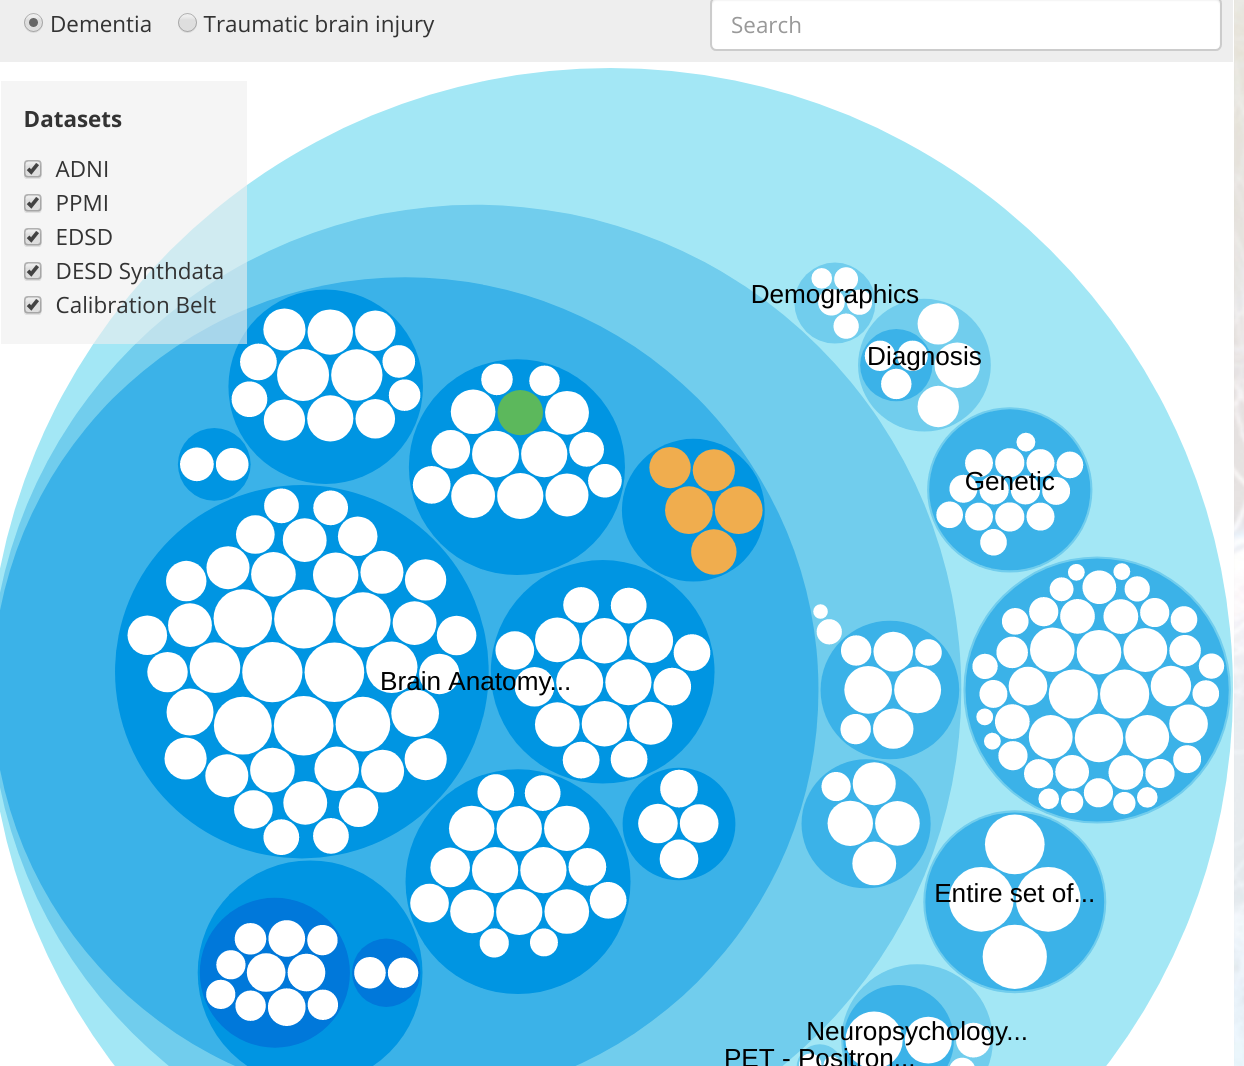 Dementia
Traumatic brain injury
Search
Datasets
ADNI
PPMI
EDSD
DESD Synthdata
Calibration Belt
Demographics
Diagnosis
Genetic
Brain Anatomy...
Entire set of...
Neuropsychology...
PET - Positron...